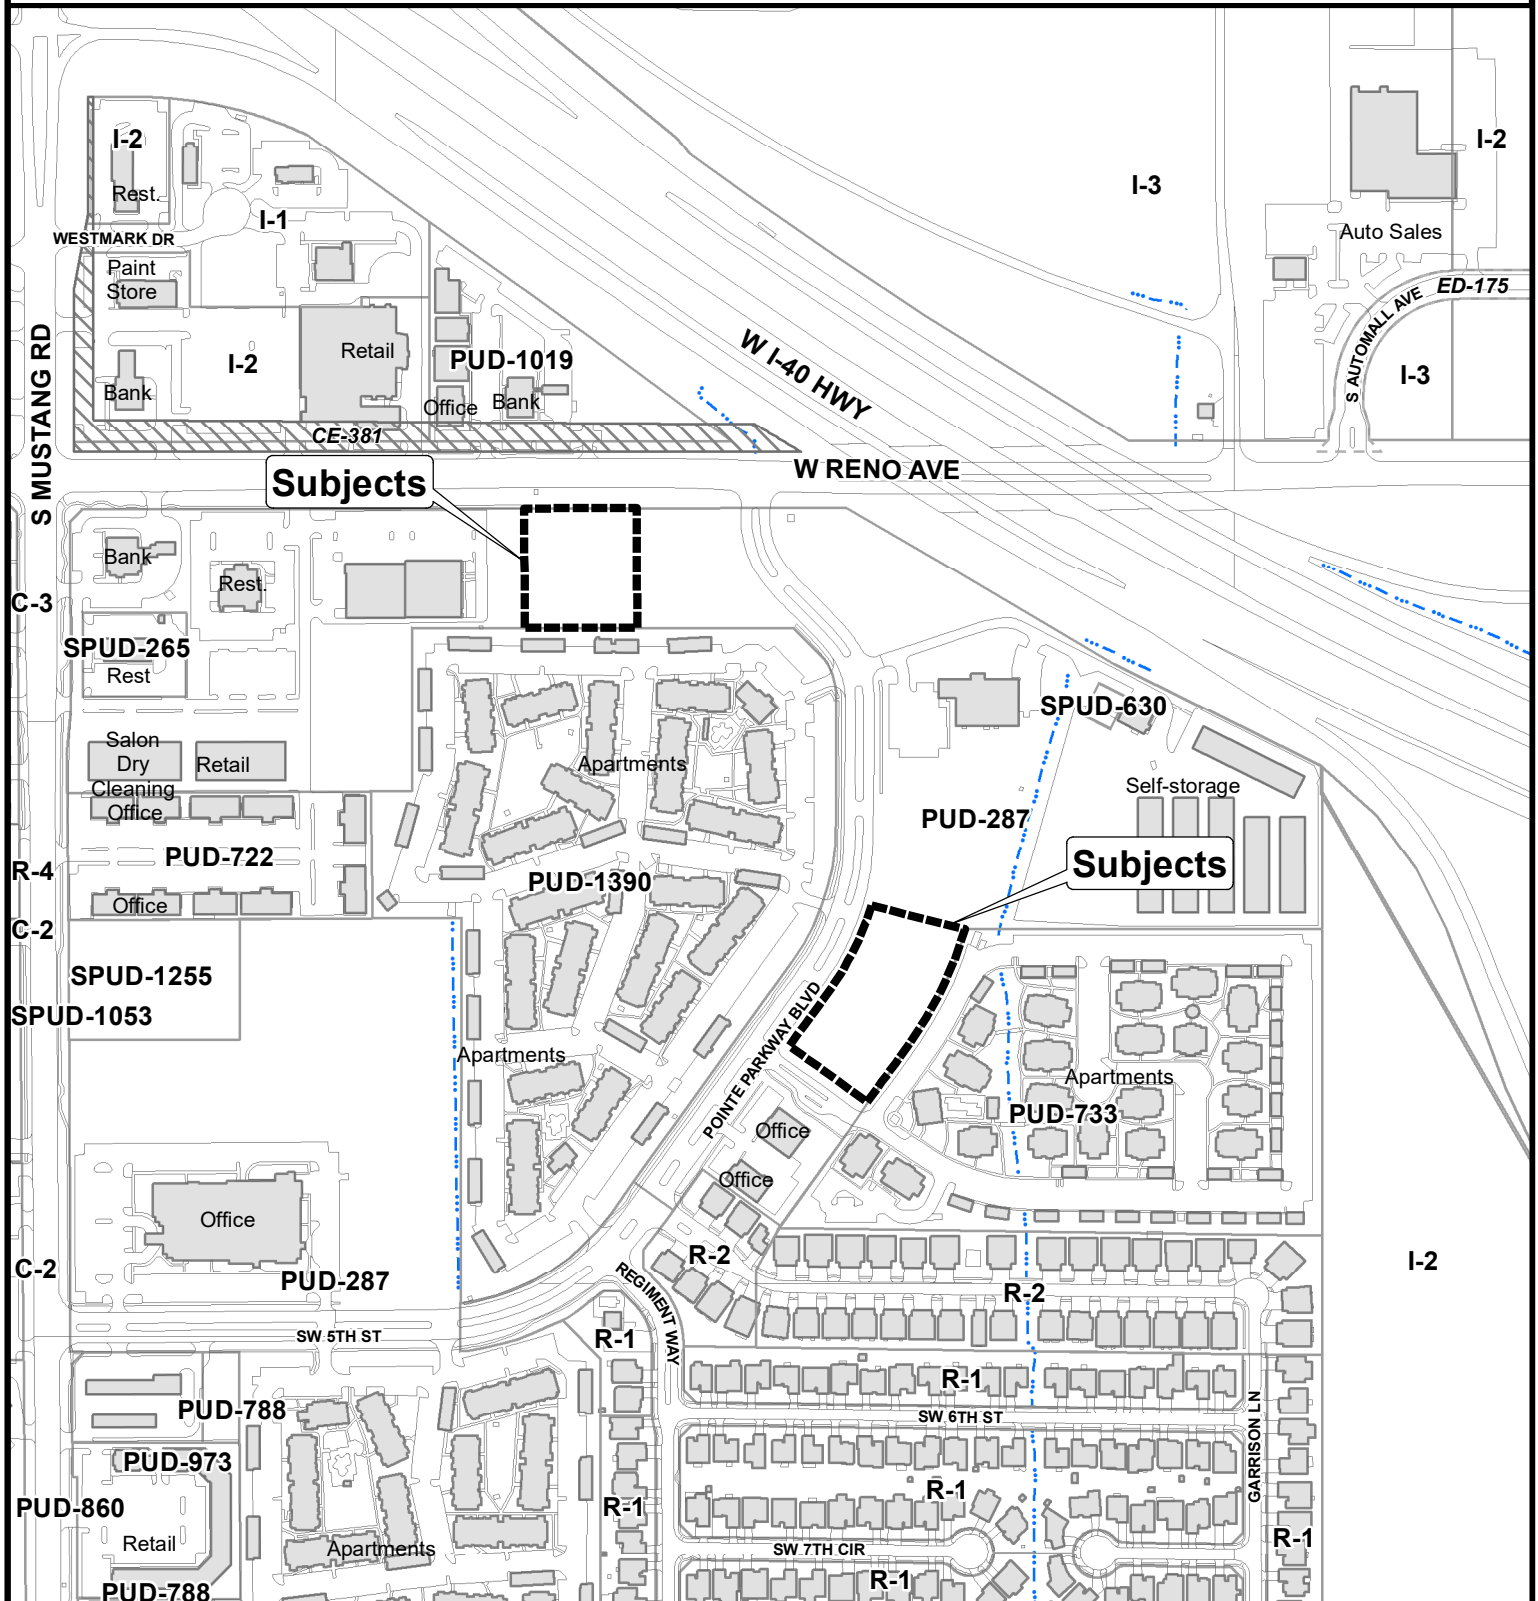 I-2
Rest.
I-1
WESTMARK DR
Paint
Store
I-2
Retail
Bank
PUD-1019
Office
Bank
CE-381
S MUSTANG RD
W I-40 HWY
W RENO AVE
I-3
I-2
Auto Sales
ED-175
S AUTOMALL AVE
I-3
Subjects
Bank
Rest.
C-3
SPUD-265
Rest
Salon
Dry
Cleaning
Retail
Office
PUD-722
R-4
Office
C-2
SPUD-1255
SPUD-1053
Apartments
PUD-1390
Apartments
SPUD-630
Self-storage
PUD-287
Subjects
POINTE PARKWAY BLVD
Apartments
PUD-733
Office
Office
Office
C-2
PUD-287
R-2
R-2
I-2
REGIMENT WAY
SW 5TH ST
R-1
R-1
SW 6TH ST
GARRISON LN
PUD-788
PUD-973
PUD-860
Retail
PUD-788
Apartments
R-1
R-1
SW 7TH CIR
R-1
R-1